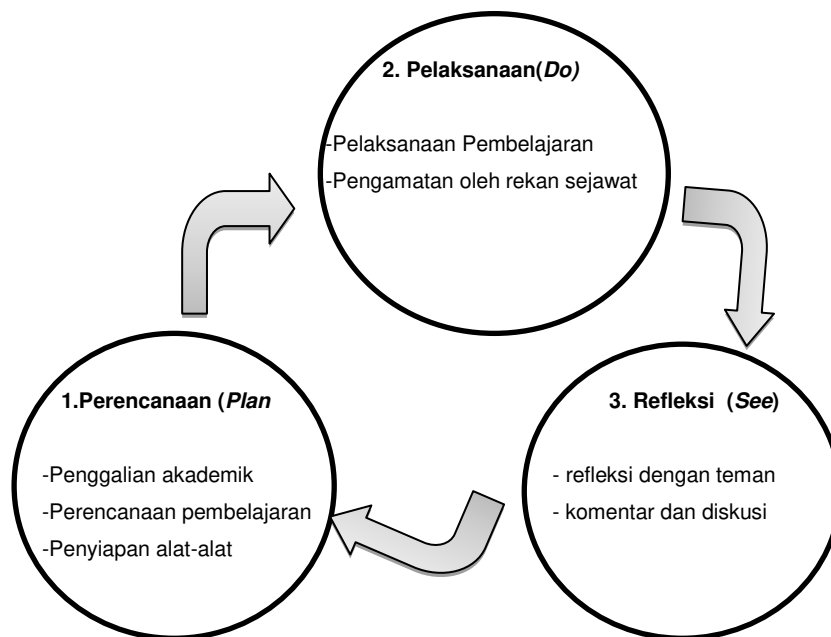 2. Pelaksanaan(Do)
-Pelaksanaan Pembelajaran
-Pengamatan oleh rekan sejawat
1.Perencanaan (Plan
-Penggalian akademik
-Perencanaan pembelajaran
-Penyiapan alat-alat
3. Refleksi (See)
- refleksi dengan teman
- komentar dan diskusi